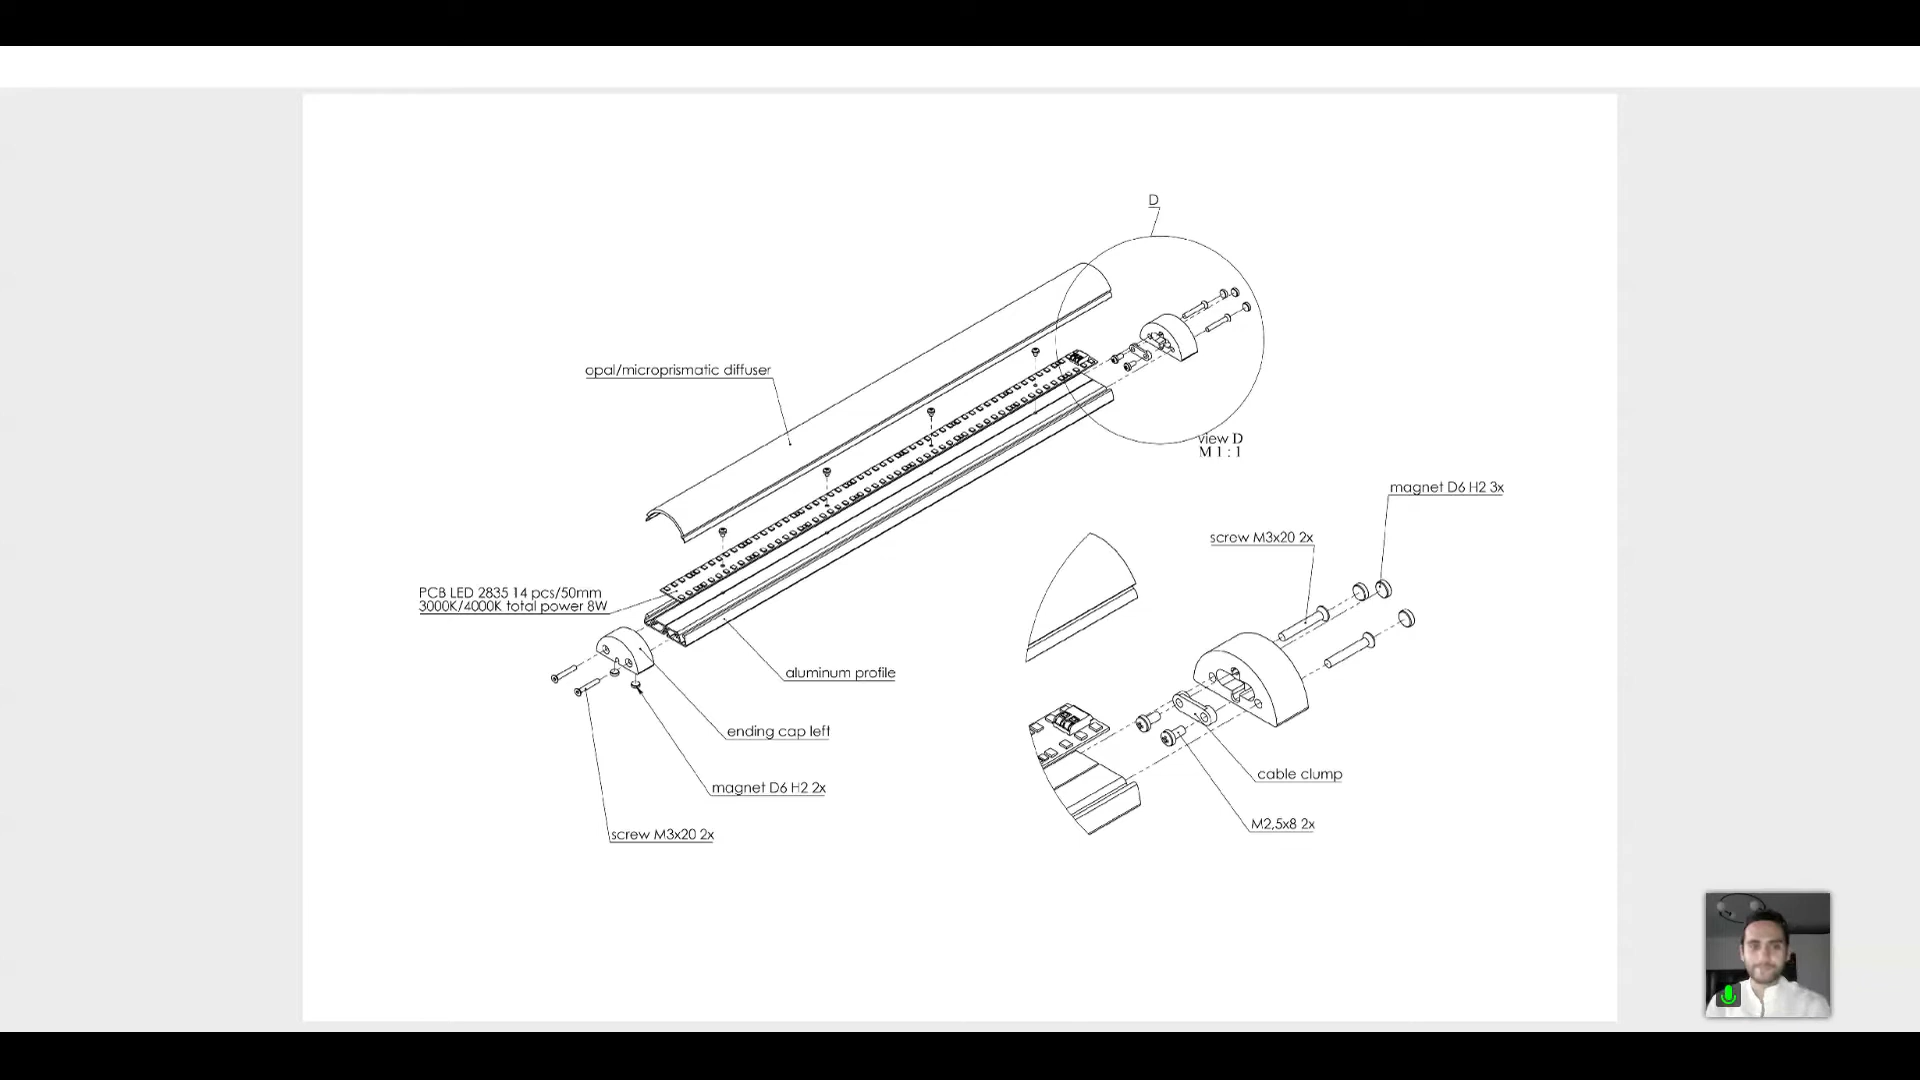 D
opal/microprismatic diffuser
view D
M 1 : 1
magnet D6 H2 3x
screw M3x20 2x
PCB LED 2835 14 pcs/50mm
3000K/4000K total power 8W
aluminum profile
ending cap left
cable clump
magnet D6 H2 2x
M2,5x8 2x
screw M3x20 2x